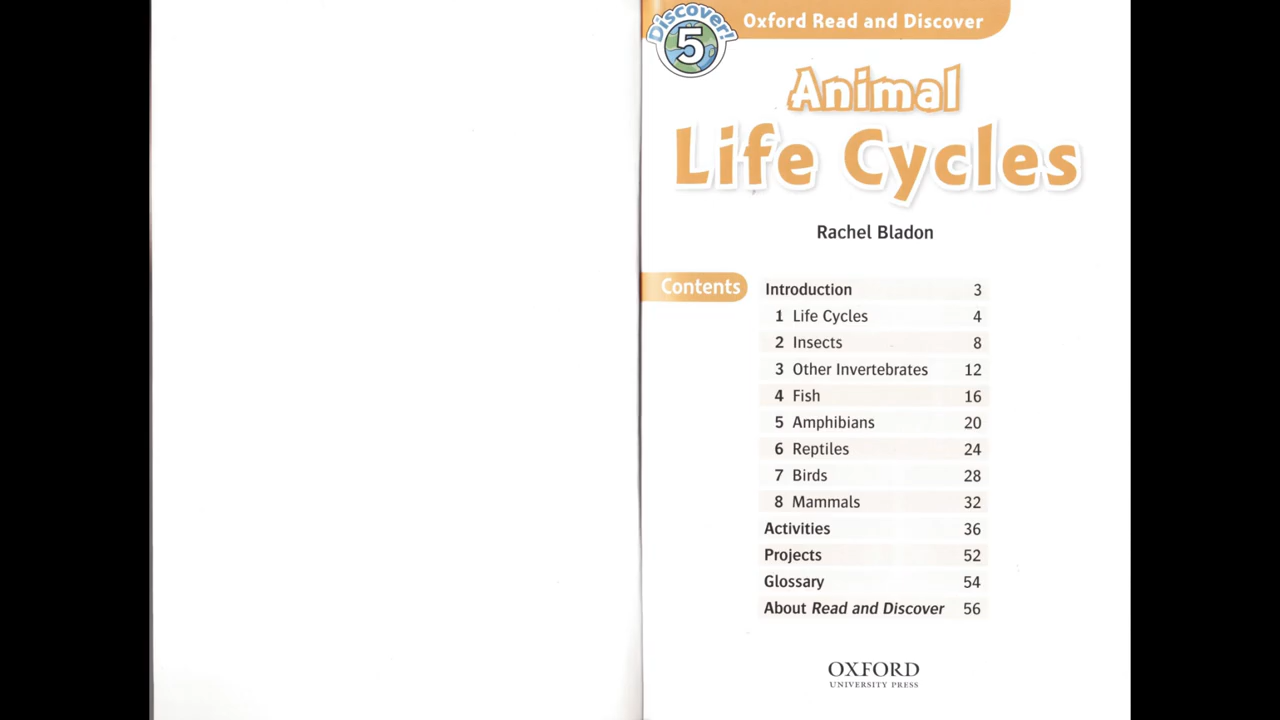 Discover!
5
Oxford Read and Discover
Animal
Life Cycles
Rachel Bladon
Contents
Introduction 3
1 Life Cycles 4
2 Insects 8
3 Other Invertebrates 12
4 Fish 16
5 Amphibians 20
6 Reptiles 24
7 Birds 28
8 Mammals 32
Activities 36
Projects 52
Glossary 54
About Read and Discover 56
OXFORD
UNIVERSITY PRESS